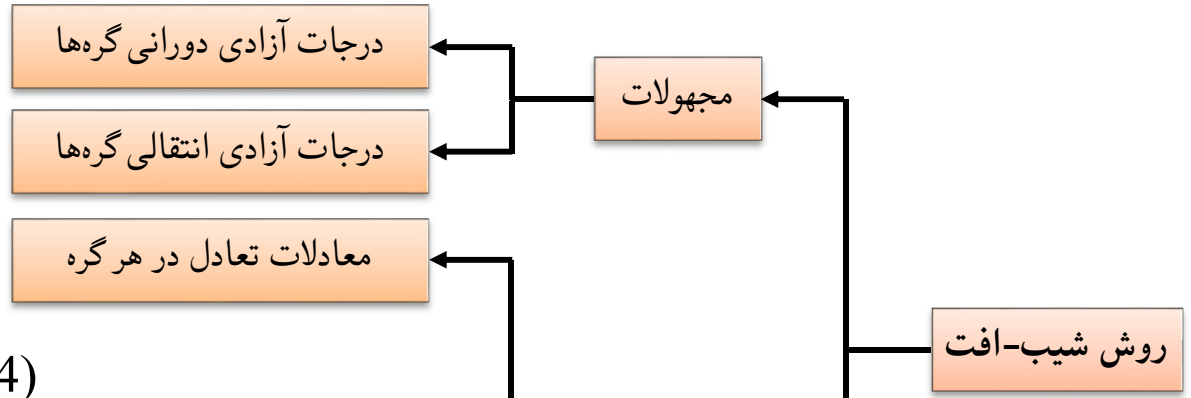 درجات آزادی دورانی گره‌ها
مجهولات
درجات آزادی انتقالی گره‌ها
معادلات تعادل در هر گره
روش شیب-افت
4)